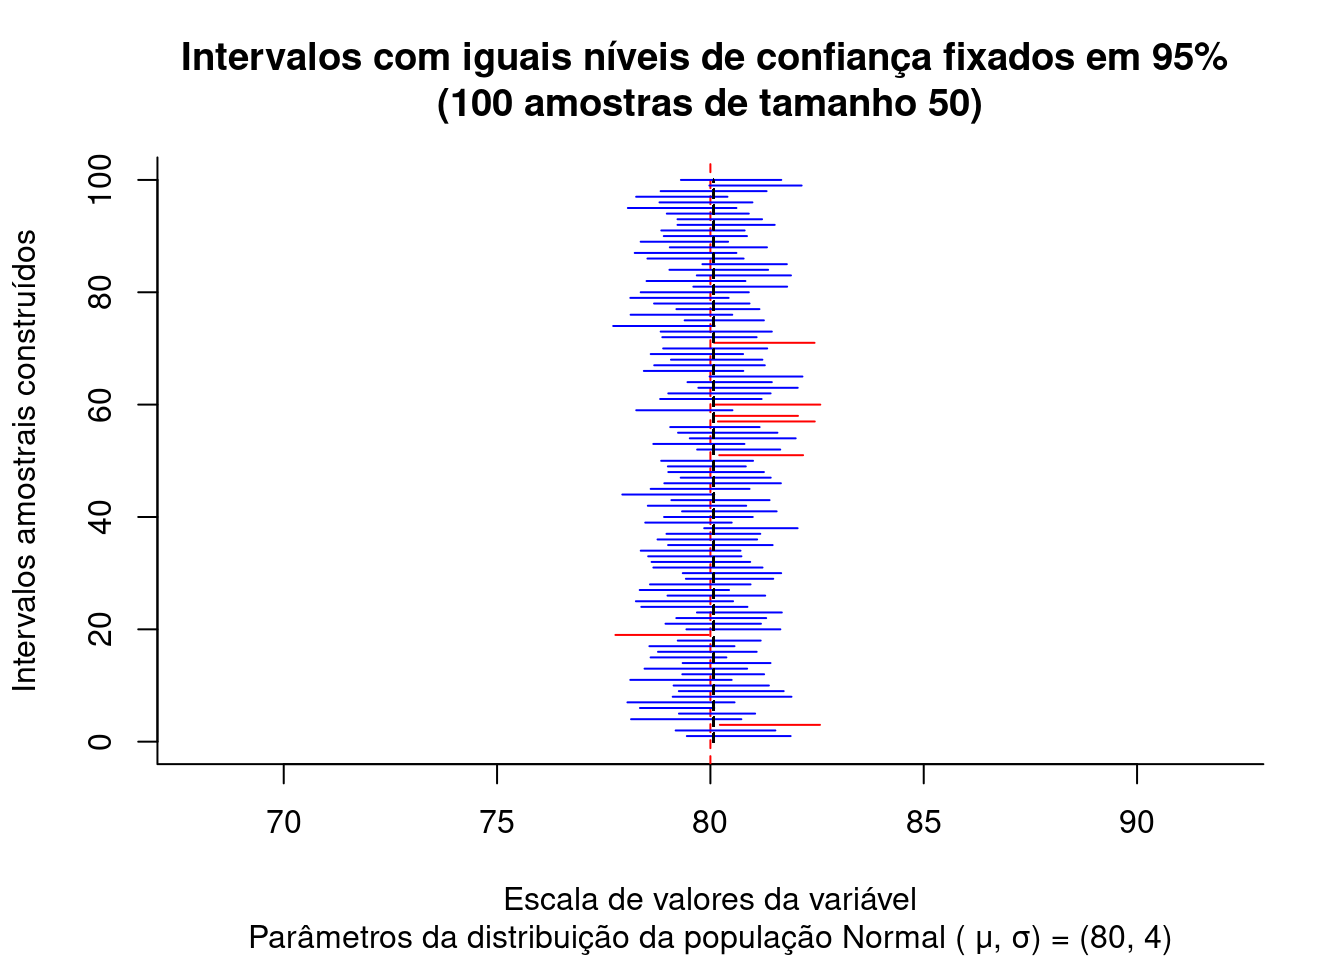 Intervalos com iguais níveis de confiança fixados em 95%
(100 amostras de tamanho 50)
Intervalos amostrais construídos
100
80
60
40
20
0
70 75 80 85 90
Escala de valores da variável
Parâmetros da distribuição da população Normal ( μ, σ) = (80, 4)